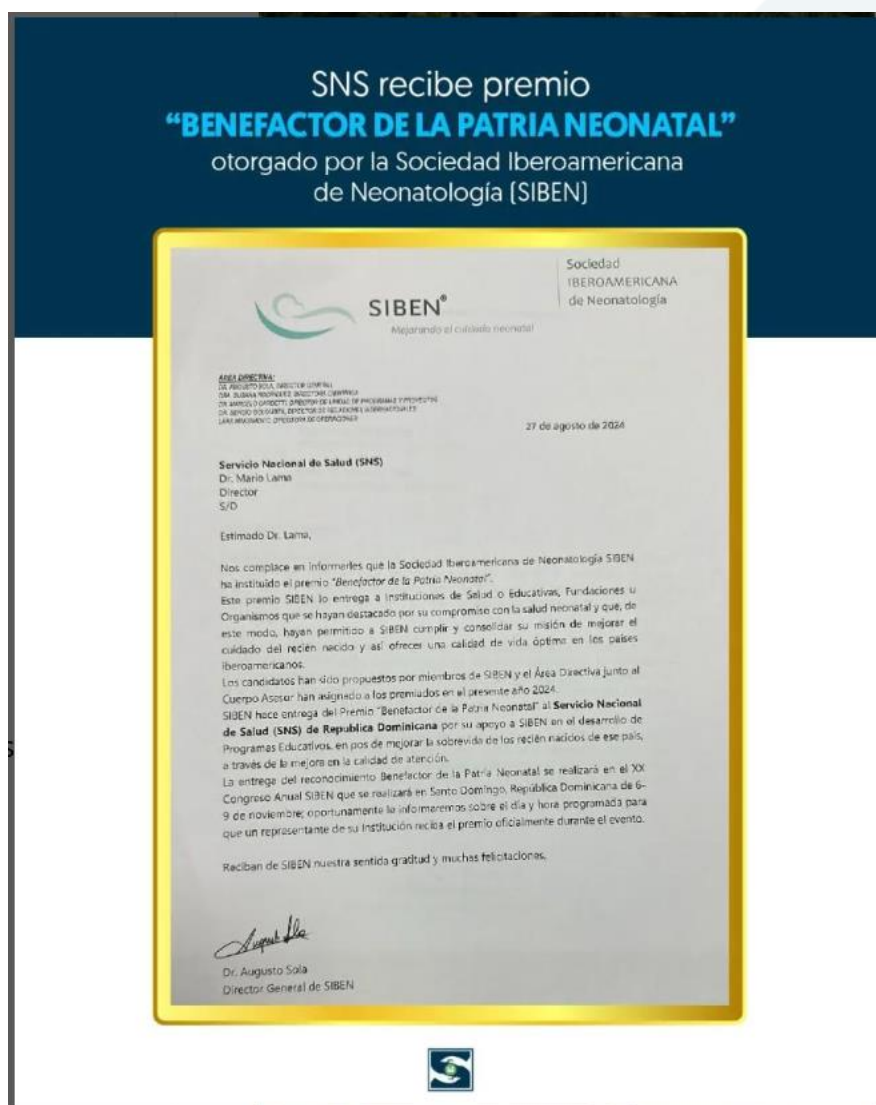 SNS recibe premio
“BENEFACTOR DE LA PATRIA NEONATAL”
otorgado por la Sociedad Iberoamericana
de Neonatología (SIBEN)
Sociedad
IBEROAMERICANA
de Neonatología
SIBEN®
Mejorando el cuidado neonatal
ÁREA DIRECTIVA:
DR. AUGUSTO SOLA, DIRECTOR GENERAL
27 de agosto de 2024
Servicio Nacional de Salud (SNS)
Dr. Mario Lama
Director
S/D
Estimado Dr. Lama,
Nos complace en informerles que la Sociedad Iberoamericana de Neonatología SIBEN
ha instituido el premio "Benefactor de la Patria Neonatal".
Este premio SIBEN lo entrega a Instituciones de Salud o Educativas, Fundaciones u
Organismos que se hayan destacado por su compromiso con la salud neonatal y que, de
este modo, hayan permitido a SIBEN cumplir y consolidar su misión de mejorar el
cuidado del recién nacido y así ofreces una calidad de vida óptima en los países
iberoamericanos.
Los candidatos han sido propuestos por miembros de SIBEN y el Área Directiva junto al
Cuerpo Asesor han asignado a los premiados en el presente año 2024.
SIBEN hace entrega del Premio "Benefactor de la Patria Neonatal" al Servicio Nacional
de Salud (SNS) de Republica Dominicana por su apoyo a SIBEN en el desarrollo de
Programas Educativos, en pos de mejorar la sobrevida de los recién nacidos de ese país,
a través de la mejora en la calidad de atención.
La entrega del reconocimiento Benefactor de la Patria Neonatal se realizará en el XX
Congreso Anual SIBEN que se realizará en Santo Domingo, República Dominicana de 6-
9 de noviembre; oportunamente le informaremos sobre el día y hora programada para
que un representante de su Institución reciba el premio oficialmente durante el evento.
Reciban de SIBEN nuestra sentida gratitud y muchas felicitaciones,
Dr. Augusto Sola
Director General de SIBEN